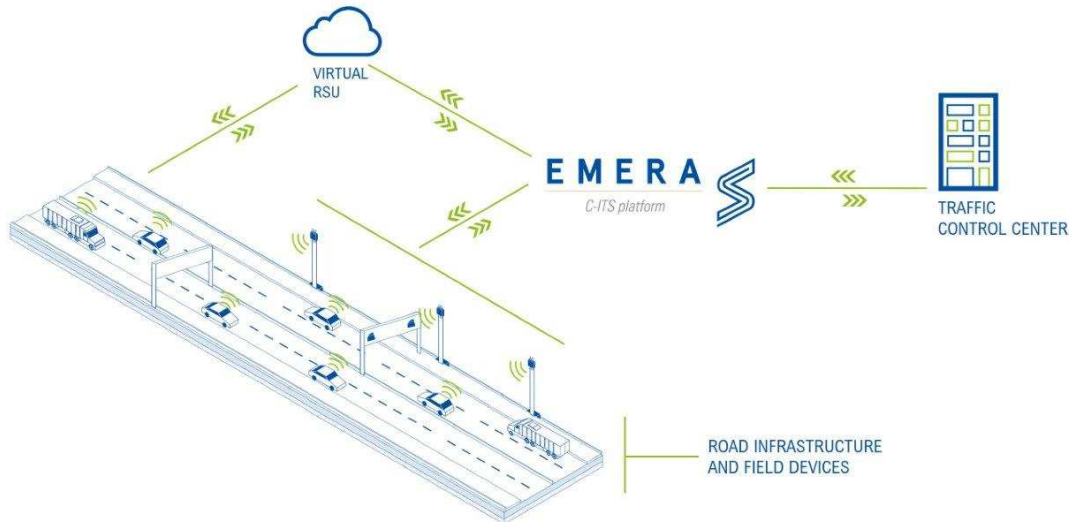 VIRTUAL
RSU
EMERA
C-ITS platform
TRAFFIC
CONTROL CENTER
ROAD INFRASTRUCTURE
AND FIELD DEVICES